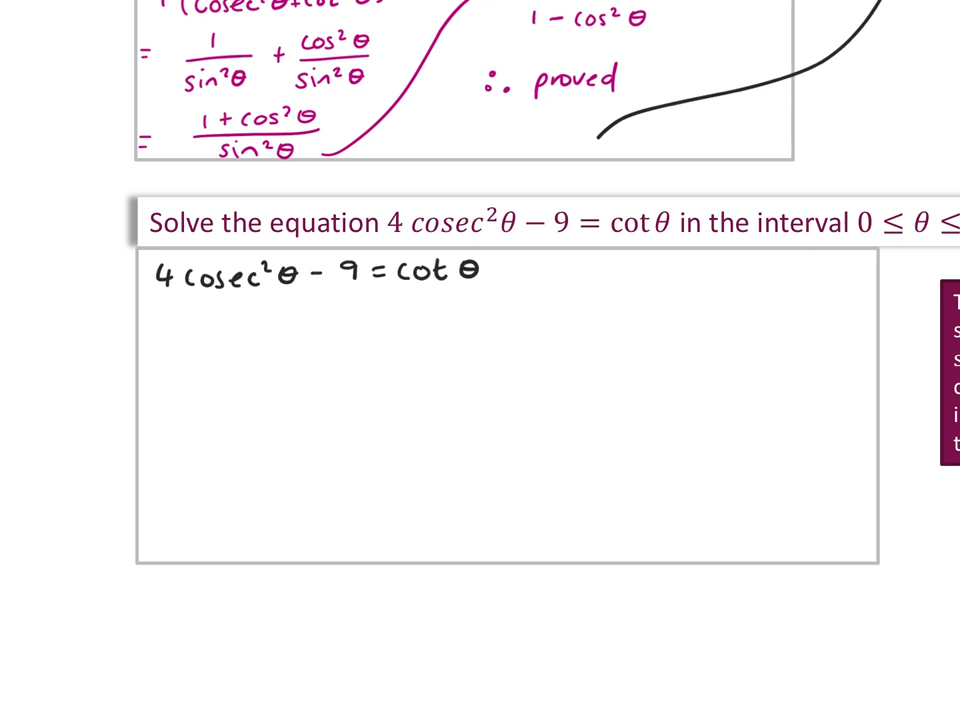 1 - cos² θ
= 1/sin²θ + cos²θ/sin²θ
∴ proved
= 1 + cos²θ/sin²θ
Solve the equation 4 cosec²θ − 9 = cot θ in the interval 0 ≤ θ ≤
4 cosec²θ - 9 = cot θ